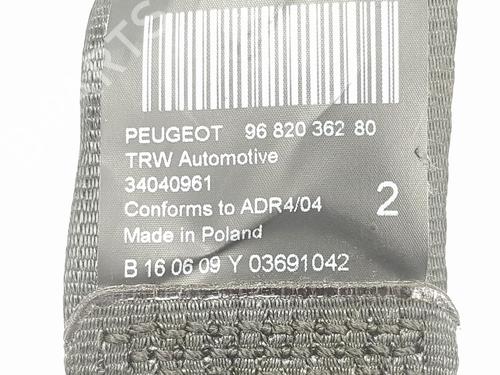 PEUGEOT 96 820 362 80
TRW Automotive
34040961
Conforms to ADR4/04 2
Made in Poland
B 16 06 09 Y 03691042